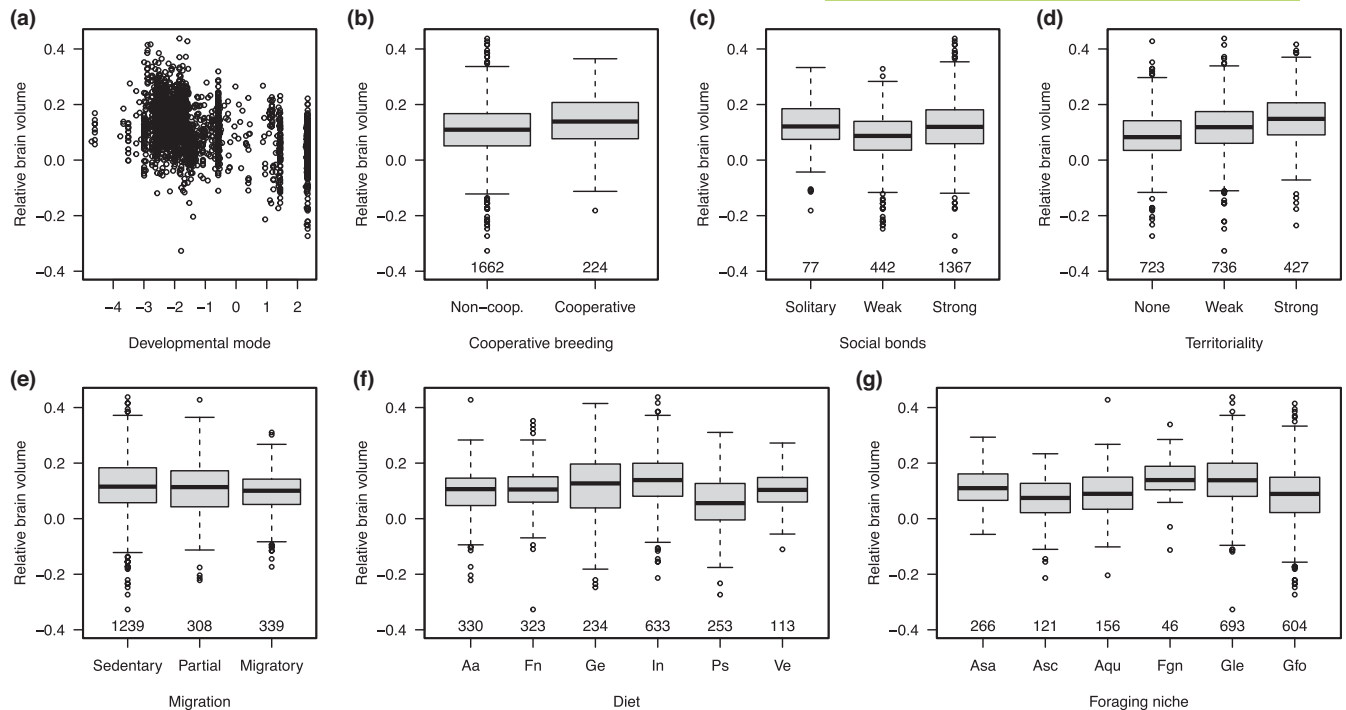 (a)
Relative brain volume
0.4
0.2
0.0
−0.2
−0.4
−4 −3 −2 −1 0 1 2
Developmental mode
(b)
Relative brain volume
0.4
0.2
0.0
−0.2
−0.4
1662 224
Non−coop. Cooperative
Cooperative breeding
(c)
Relative brain volume
0.4
0.2
0.0
−0.2
−0.4
77 442 1367
Solitary Weak Strong
Social bonds
(d)
Relative brain volume
0.4
0.2
0.0
−0.2
−0.4
723 736 427
None Weak Strong
Territoriality
(e)
Relative brain volume
0.4
0.2
0.0
−0.2
−0.4
1239 308 339
Sedentary Partial Migratory
Migration
(f)
Relative brain volume
0.4
0.2
0.0
−0.2
−0.4
330 323 234 633 253 113
Aa Fn Ge In Ps Ve
Diet
(g)
Relative brain volume
0.4
0.2
0.0
−0.2
−0.4
266 121 156 46 693 604
Asa Asc Aqu Fgn Gle Gfo
Foraging niche